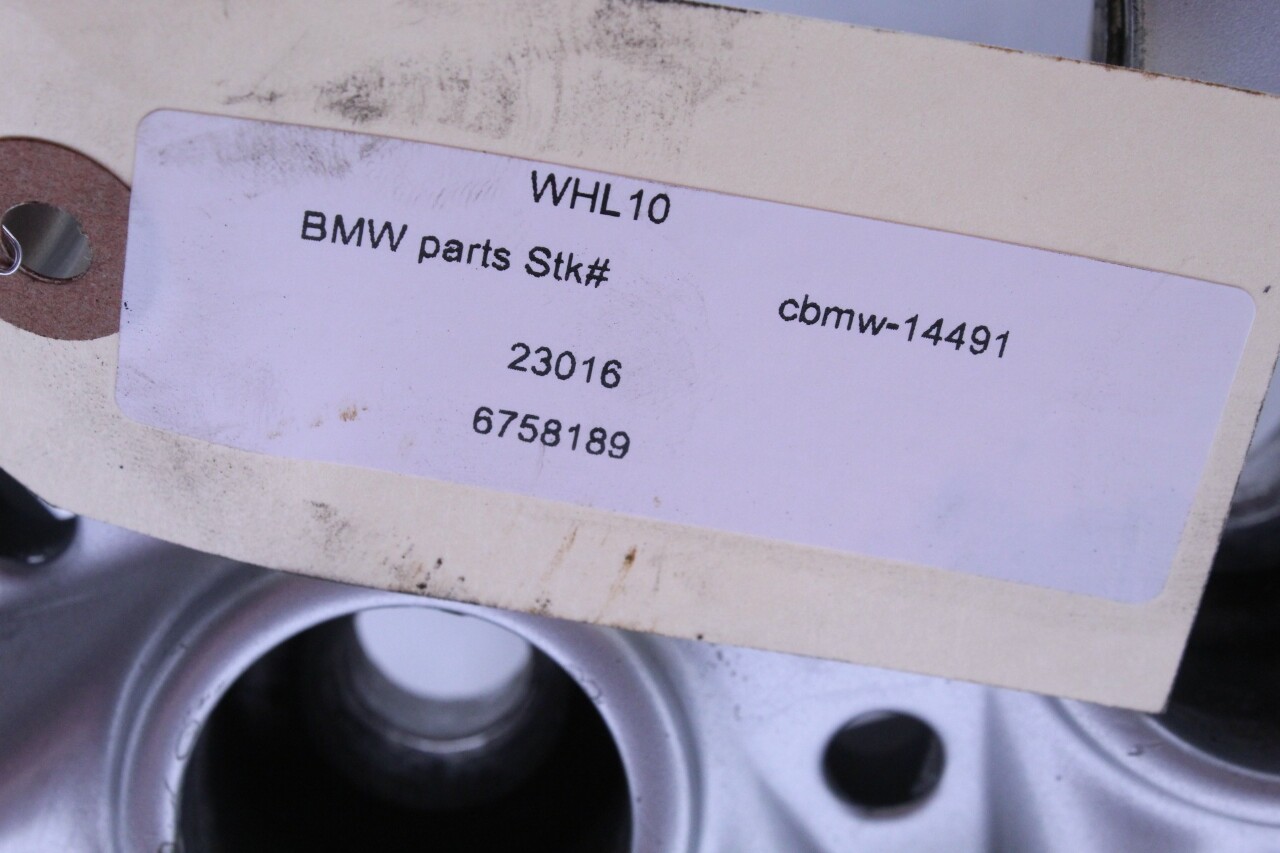 WHL10
BMW parts Stk#
cbmw-14491
23016
6758189